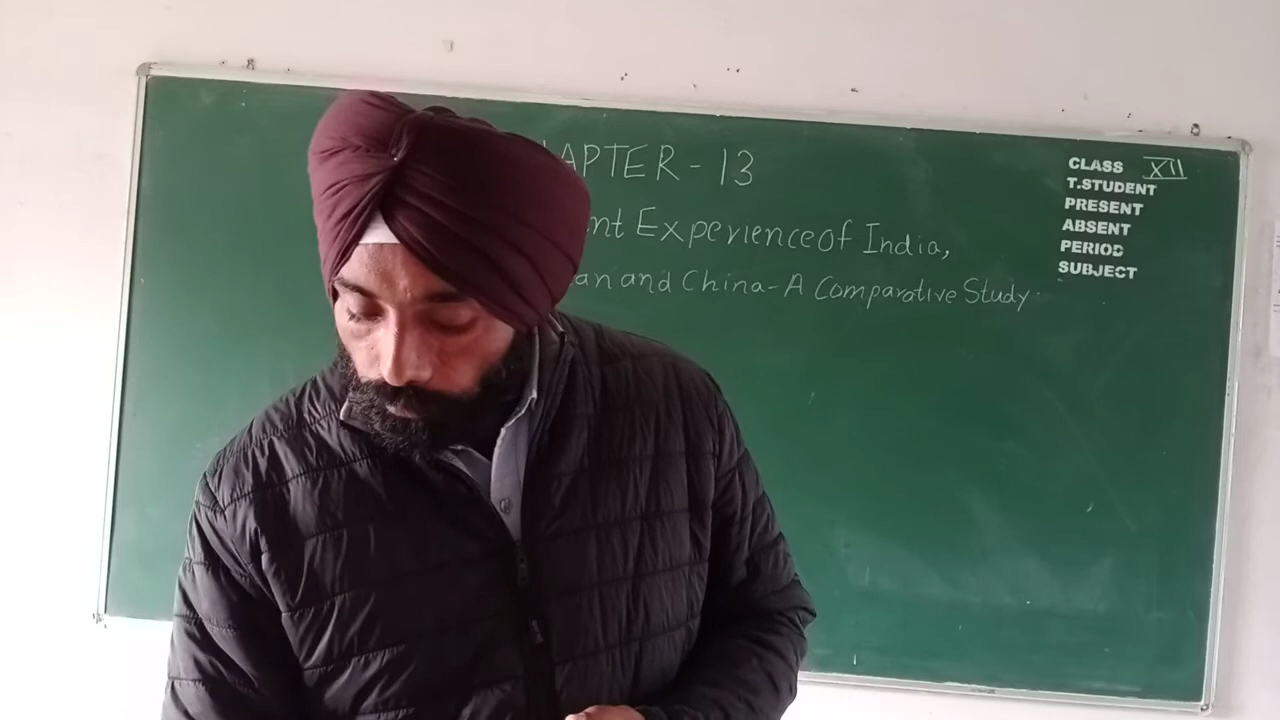 APTER - 13
nt Experience of India,
an and China - A Comparative Study.
CLASS XII
T.STUDENT
PRESENT
ABSENT
PERIOD
SUBJECT